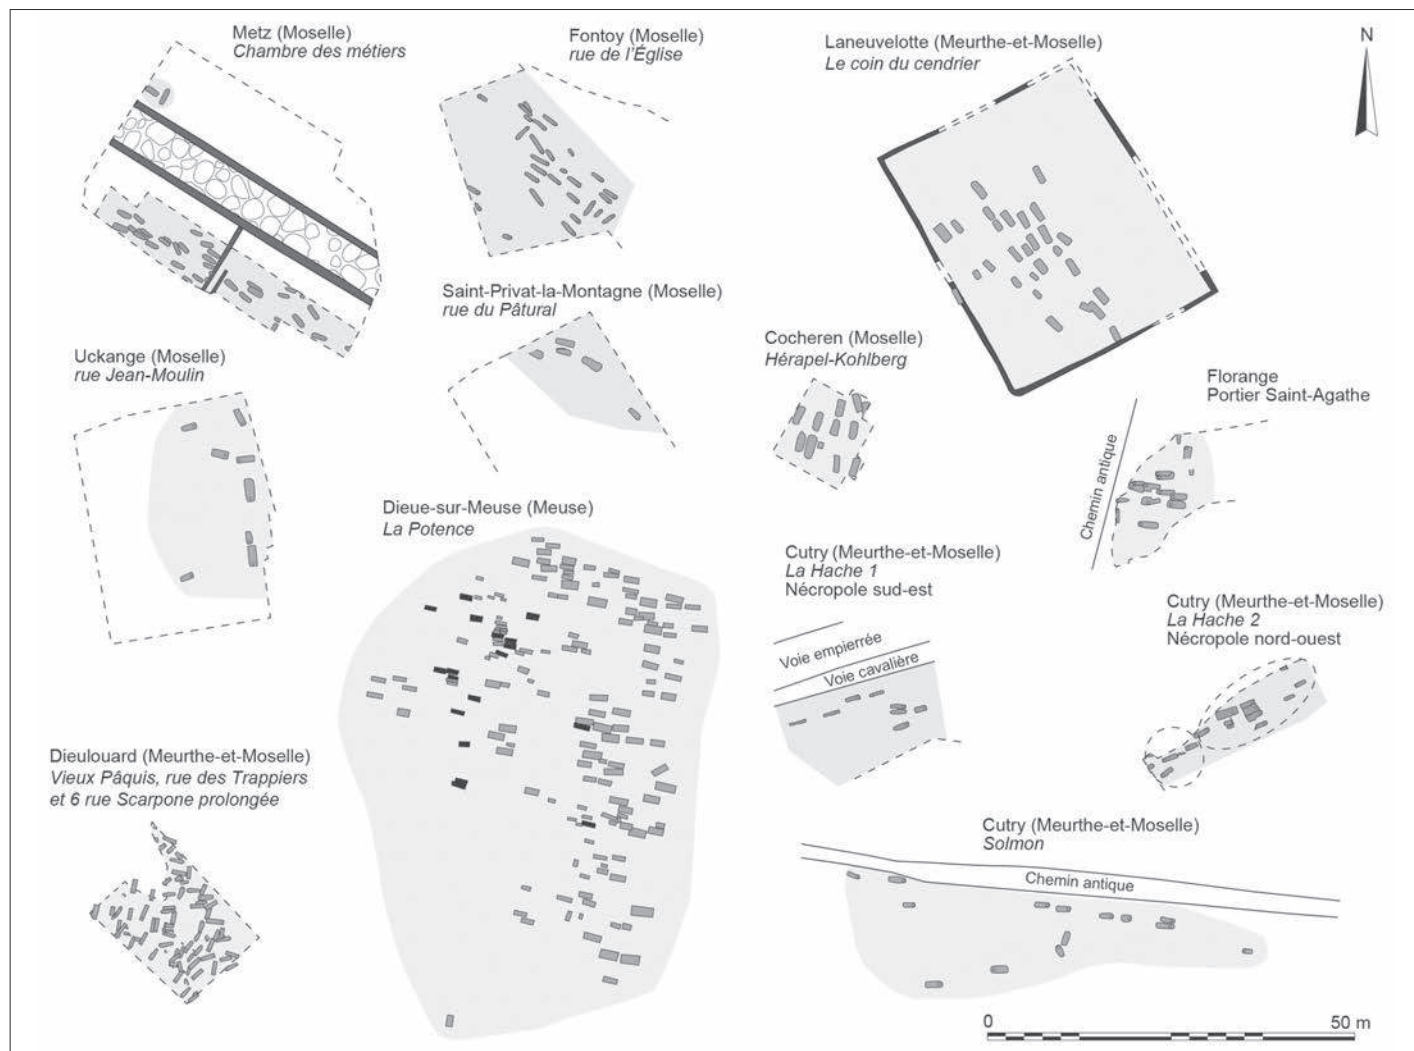 Metz (Moselle)
Chambre des métiers
Fontoy (Moselle)
rue de l'Église
Laneuvelotte (Meurthe-et-Moselle)
Le coin du cendrier
N
Saint-Privat-la-Montagne (Moselle)
rue du Pâtural
Uckange (Moselle)
rue Jean-Moulin
Cocheren (Moselle)
Hérapel-Kohlberg
Florange
Portier Saint-Agathe
Chemin antique
Dieue-sur-Meuse (Meuse)
La Potence
Cutry (Meurthe-et-Moselle)
La Hache 1
Nécropole sud-est
Voie empierrée
Voie cavalière
Cutry (Meurthe-et-Moselle)
La Hache 2
Nécropole nord-ouest
Dieulouard (Meurthe-et-Moselle)
Vieux Pâquis, rue des Trappiers
et 6 rue Scarpone prolongée
Cutry (Meurthe-et-Moselle)
Solmon
Chemin antique
0 50 m